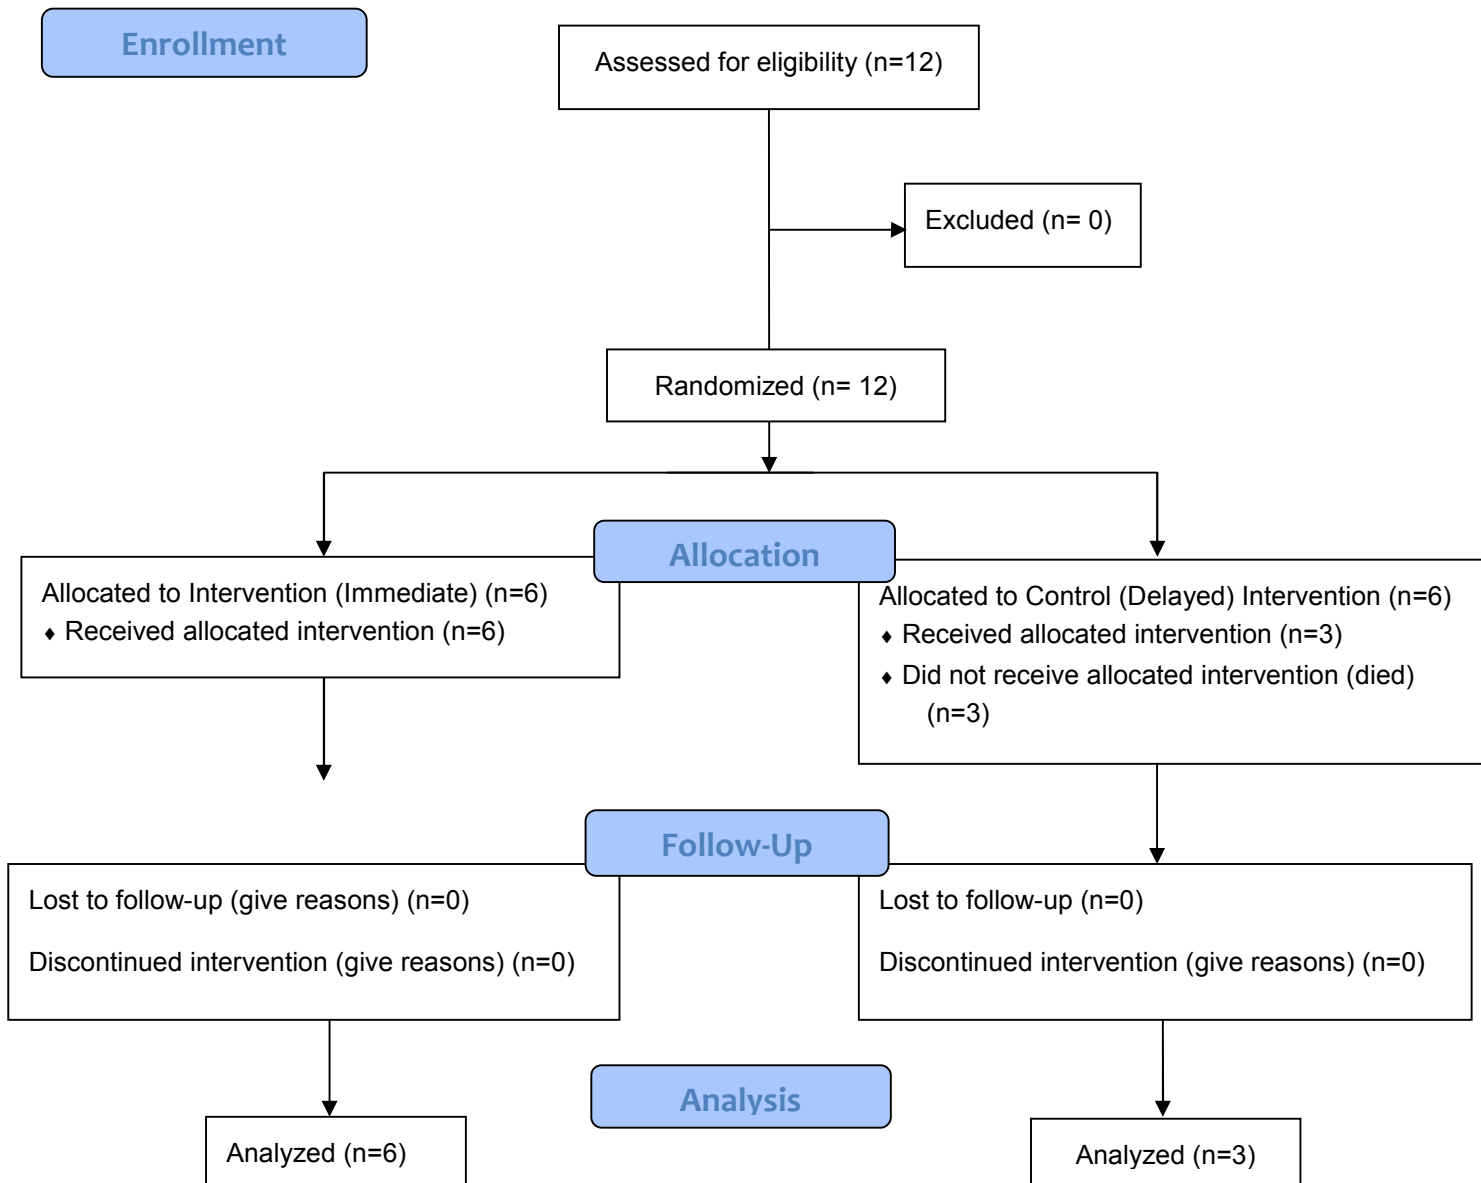 Enrollment
Assessed for eligibility (n=12)
Excluded (n= 0)
Randomized (n= 12)
Allocation
Allocated to Intervention (Immediate) (n=6)
♦ Received allocated intervention (n=6)
Allocated to Control (Delayed) Intervention (n=6)
♦ Received allocated intervention (n=3)
♦ Did not receive allocated intervention (died)
(n=3)
Follow-Up
Lost to follow-up (give reasons) (n=0)
Discontinued intervention (give reasons) (n=0)
Lost to follow-up (n=0)
Discontinued intervention (give reasons) (n=0)
Analysis
Analyzed (n=6)
Analyzed (n=3)